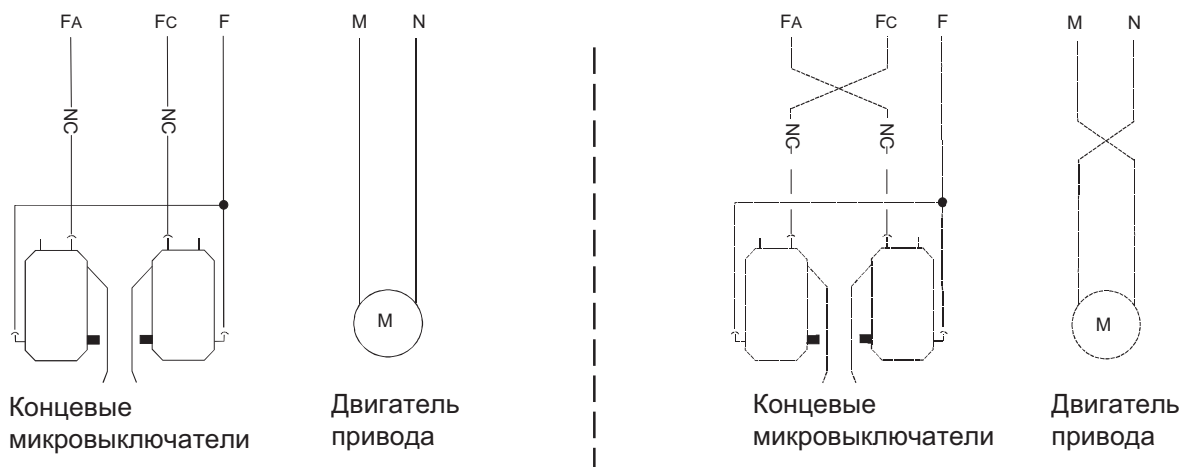 FA FC F M N
NC NC
M
Концевые
микровыключатели
Двигатель
привода
FA FC F M N
NC NC
M
Концевые
микровыключатели
Двигатель
привода